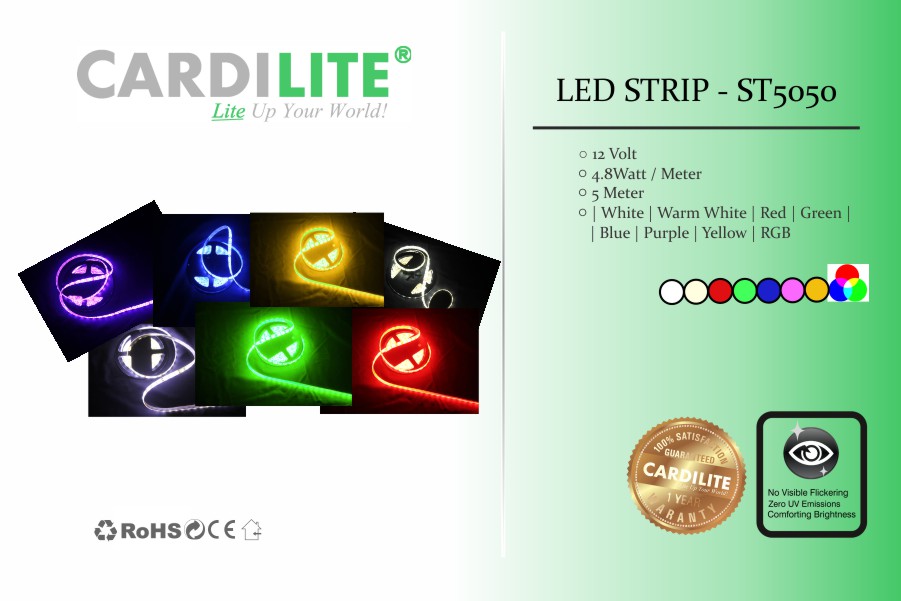 CARDILITE®
Lite Up Your World!
LED STRIP - ST5050
12 Volt
4.8Watt / Meter
5 Meter
| White | Warm White | Red | Green |
| Blue | Purple | Yellow | RGB
100% SATISFACTION
GUARANTEED
CARDILITE
Up Your World!
1 YEAR
WARANTY
No Visible Flickering
Zero UV Emissions
Comforting Brightness
RoHS CE